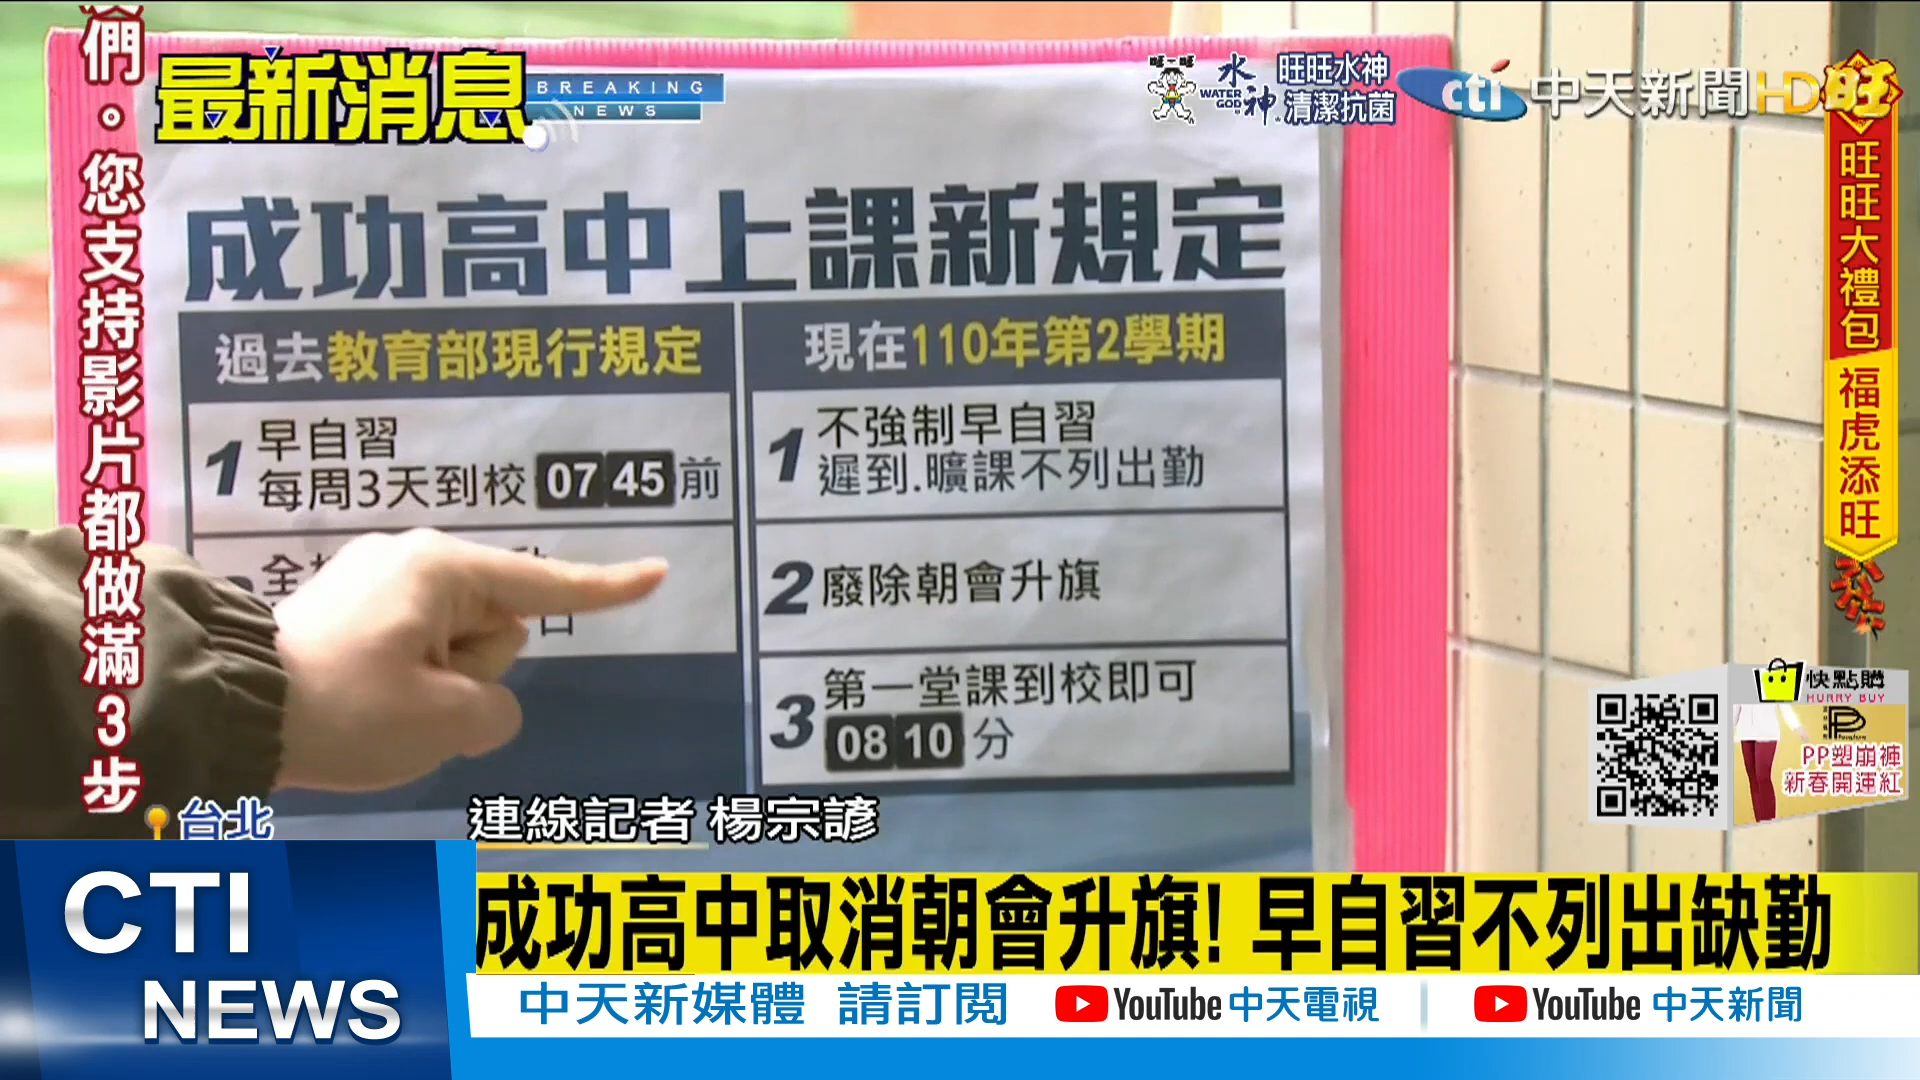 們。您支持影片都做滿3步
最新消息
BREAKING
NEWS
旺旺水神
清潔抗菌
水神
WATER GOD
cti 中天新聞HD
旺
旺旺大禮包 福虎添旺
成功高中上課新規定
過去教育部現行規定
1 早自習
每周3天到校 07 45 前
全
現在110年第2學期
1 不強制早自習
遲到.曠課不列出勤
2 廢除朝會升旗
3 第一堂課到校即可
08 10 分
快點購
HURRY BUY
PP塑崩褲
新春開運紅
台北
連線記者 楊宗諺
CTI
NEWS
成功高中取消朝會升旗! 早自習不列出缺勤
中天新媒體 請訂閱 YouTube 中天電視 YouTube 中天新聞